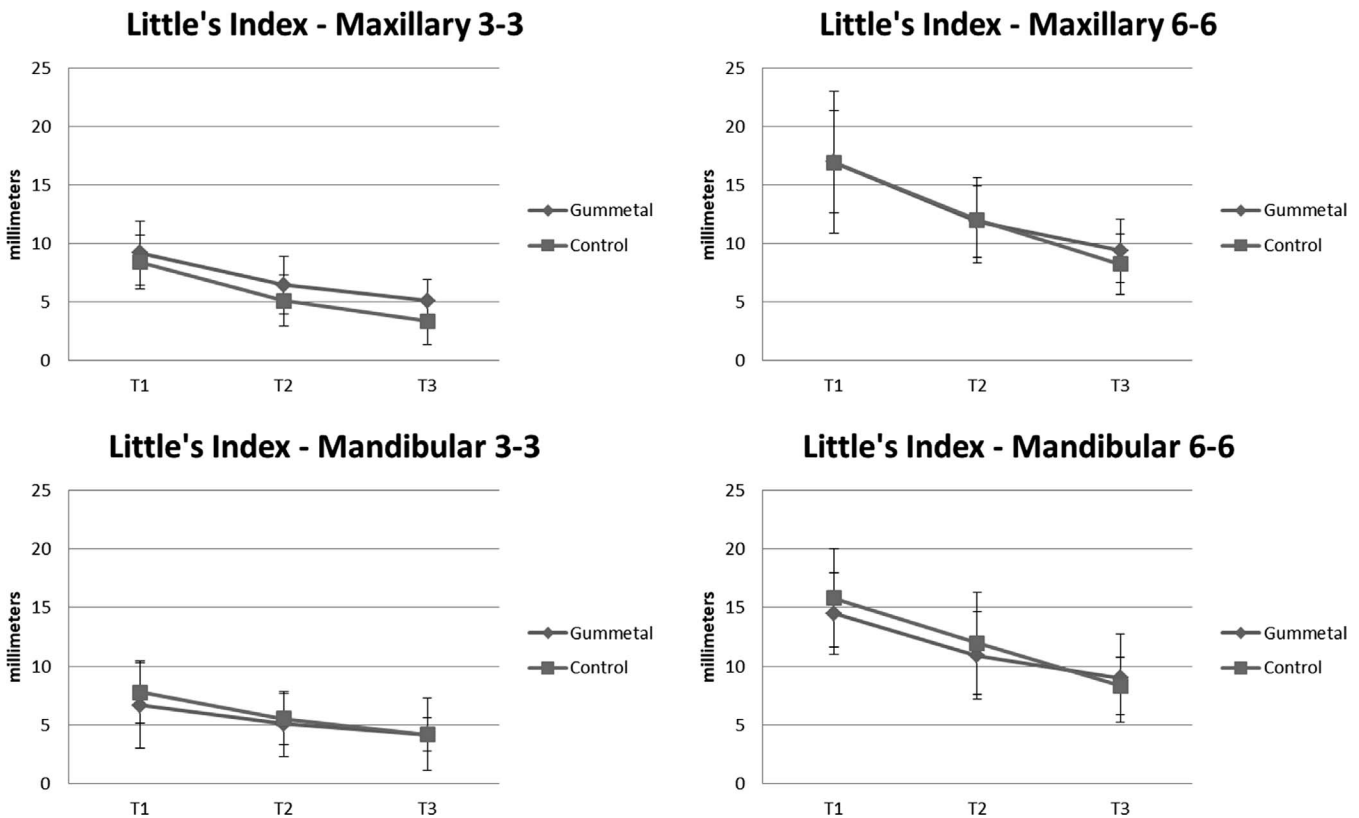 Little's Index - Maxillary 3-3
25
20
15
10
5
0
millimeters
T1
T2
T3
Gummetal
Control
Little's Index - Maxillary 6-6
25
20
15
10
5
0
millimeters
T1
T2
T3
Gummetal
Control
Little's Index - Mandibular 3-3
25
20
15
10
5
0
millimeters
T1
T2
T3
Gummetal
Control
Little's Index - Mandibular 6-6
25
20
15
10
5
0
millimeters
T1
T2
T3
Gummetal
Control